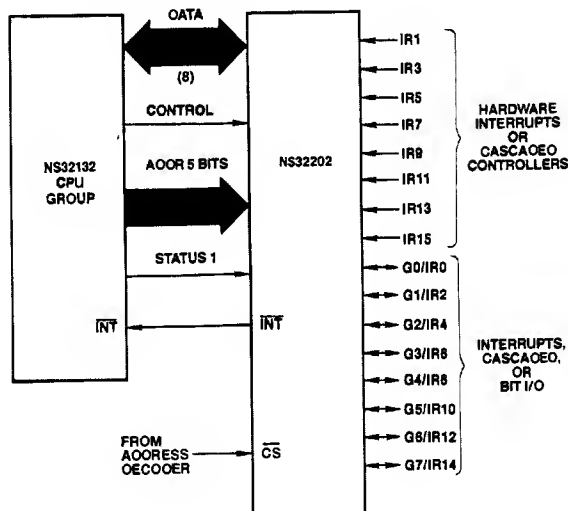 OATA
(8)
CONTROL
AOOR 5 BITS
STATUS 1
INT
NS32132
CPU
GROUP
NS32202
INT
FROM
AOORESS
OECOOER
CS
IR1
IR3
IR5
IR7
IR9
IR11
IR13
IR15
G0/IR0
G1/IR2
G2/IR4
G3/IR6
G4/IR8
G5/IR10
G6/IR12
G7/IR14
HARDWARE
INTERRUPTS
OR
CASCAOEO
CONTROLLERS
INTERRUPTS,
CASCAOEO,
OR
BIT I/O